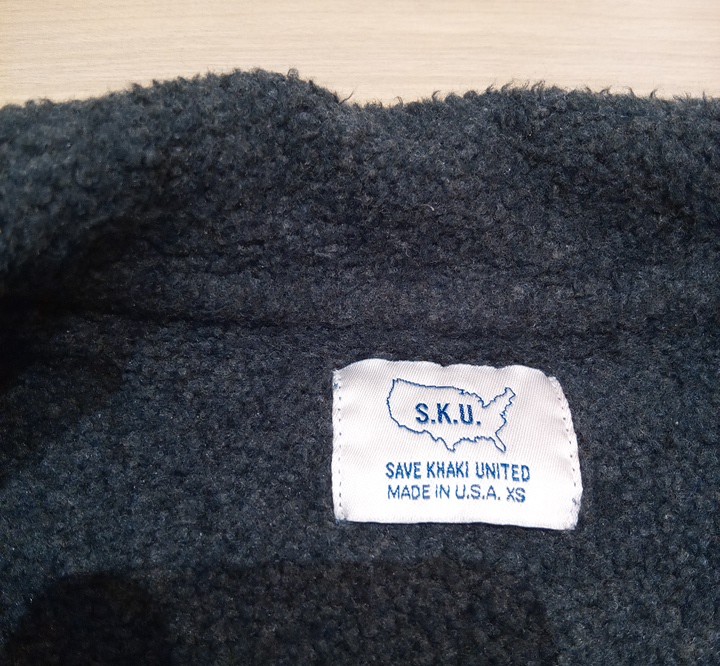 S.K.U.
SAVE KHAKI UNITED
MADE IN U.S.A. XS